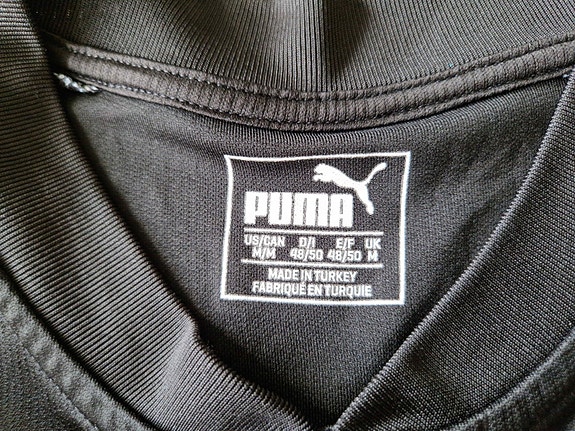 PUMA
US/CAN D/I E/F UK
M/M 48/50 48/50 M
MADE IN TURKEY
FABRIQUÉ EN TURQUIE